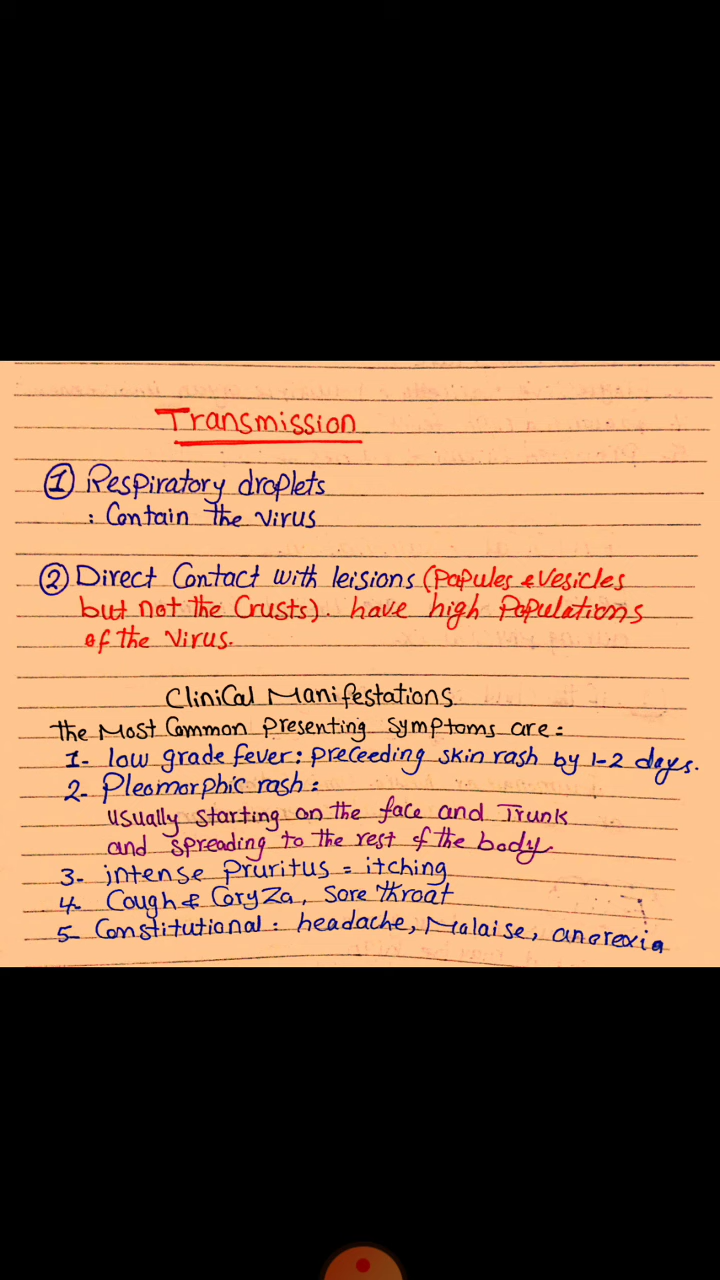 Transmission
① Respiratory droplets
: Contain the Virus
② Direct Contact with leisions (Papules & Vesicles
but not the Crusts). have high Populations
of the Virus.
Clinical Manifestations
The Most Common Presenting Symptoms are:
1- low grade fever: preceeding skin rash by 1-2 days.
2- Pleomorphic rash:
usually starting on the face and Trunk
and spreading to the rest of the body
3- intense Pruritus = itching
4- Cough & Coryza, Sore throat
5- Constitutional: headache, Malaise, anorexia